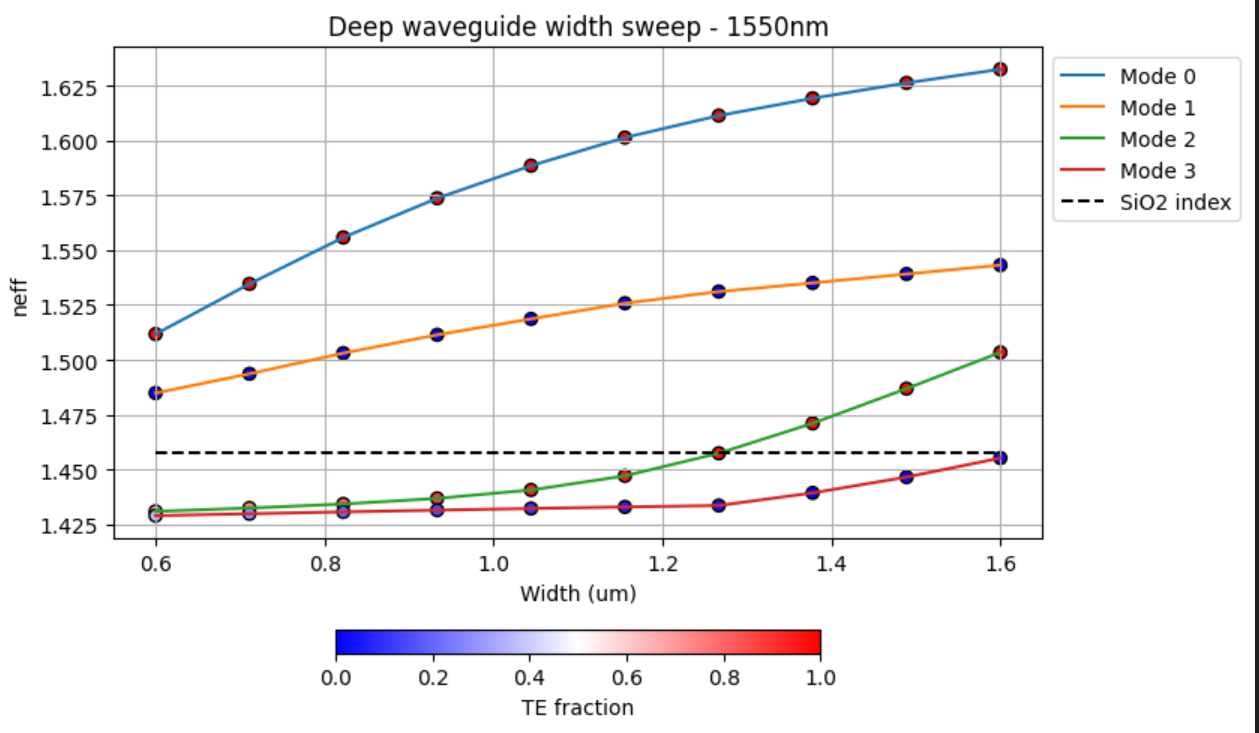 Deep waveguide width sweep - 1550nm
1.625
1.600
1.575
1.550
1.525
1.500
1.475
1.450
1.425
neff
0.6 0.8 1.0 1.2 1.4 1.6
Width (um)
Mode 0
Mode 1
Mode 2
Mode 3
SiO2 index
0.0 0.2 0.4 0.6 0.8 1.0
TE fraction